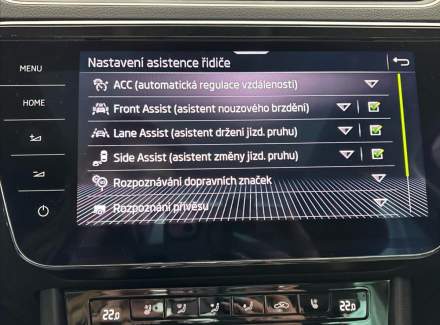 Nastavení asistence řidiče
MENU
ACC (automatická regulace vzdálenosti)
HOME
Front Assist (asistent nouzového brzdění)
Lane Assist (asistent držení jízd. pruhu)
Side Assist (asistent změny jízd. pruhu)
Rozpoznávání dopravních značek
Rozpoznání přívěsu
22.0
22.0